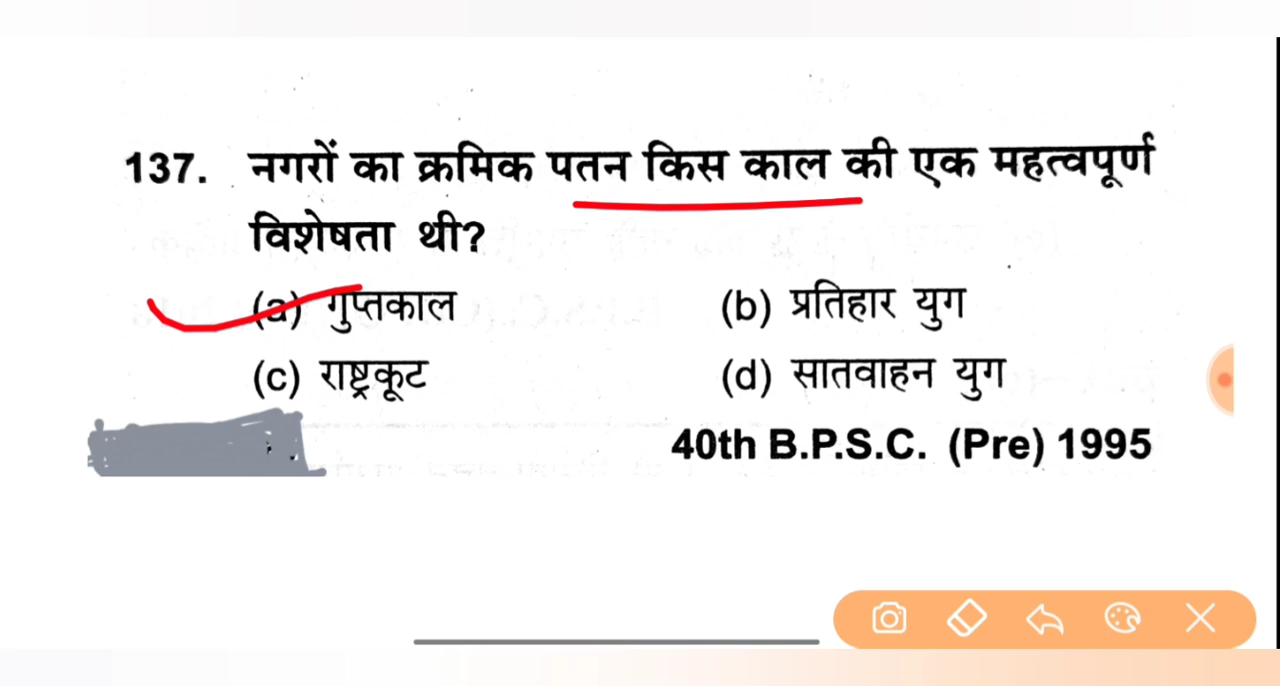 137. नगरों का क्रमिक पतन किस काल की एक महत्वपूर्ण
विशेषता थी?
(a) गुप्तकाल (b) प्रतिहार युग
(c) राष्ट्रकूट (d) सातवाहन युग
40th B.P.S.C. (Pre) 1995